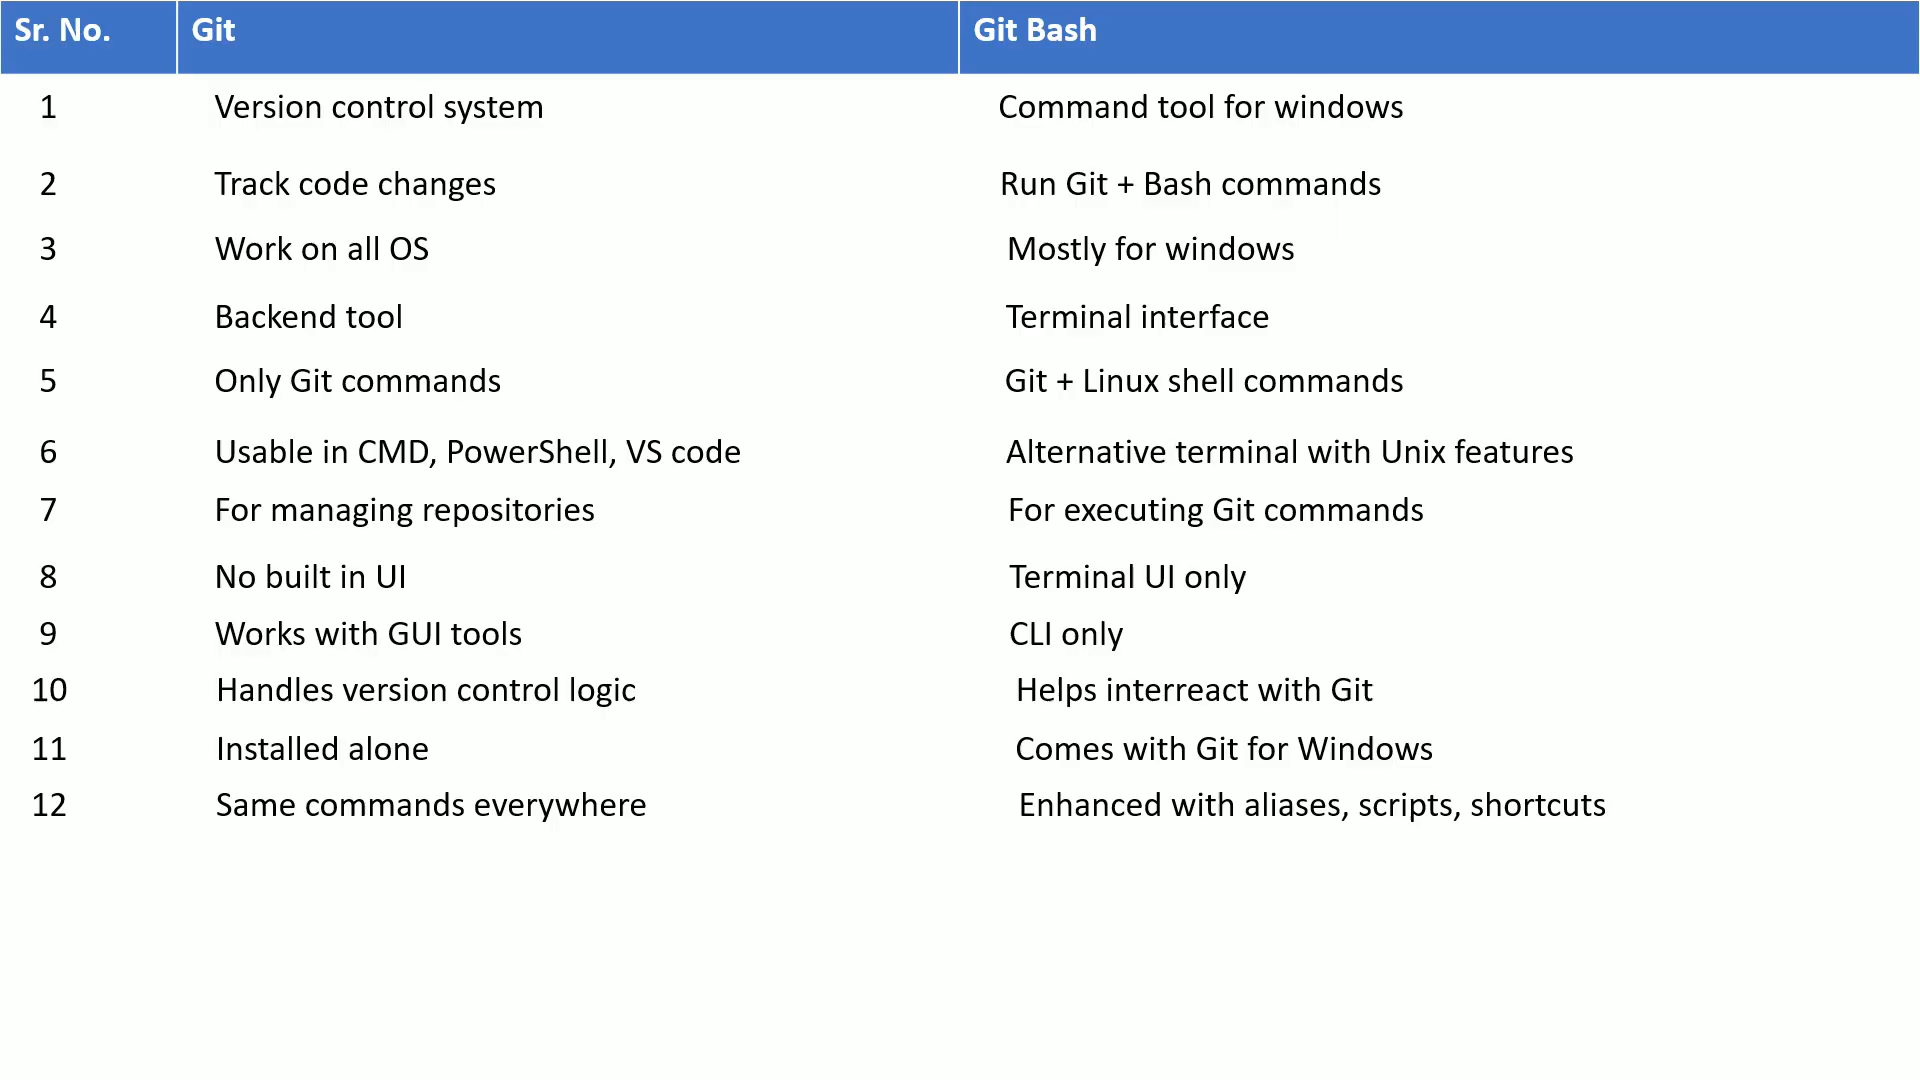 Sr. No. Git Git Bash
1 Version control system Command tool for windows
2 Track code changes Run Git + Bash commands
3 Work on all OS Mostly for windows
4 Backend tool Terminal interface
5 Only Git commands Git + Linux shell commands
6 Usable in CMD, PowerShell, VS code Alternative terminal with Unix features
7 For managing repositories For executing Git commands
8 No built in UI Terminal UI only
9 Works with GUI tools CLI only
10 Handles version control logic Helps interreact with Git
11 Installed alone Comes with Git for Windows
12 Same commands everywhere Enhanced with aliases, scripts, shortcuts